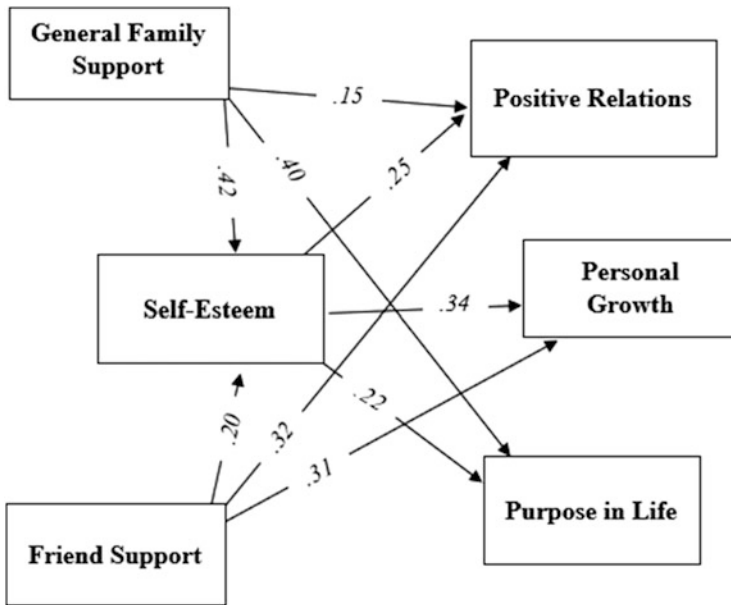 General Family
Support
Positive Relations
.15
.40
.25
.42
Personal
Growth
Self-Esteem
.34
.22
.20
.32
.31
Purpose in Life
Friend Support